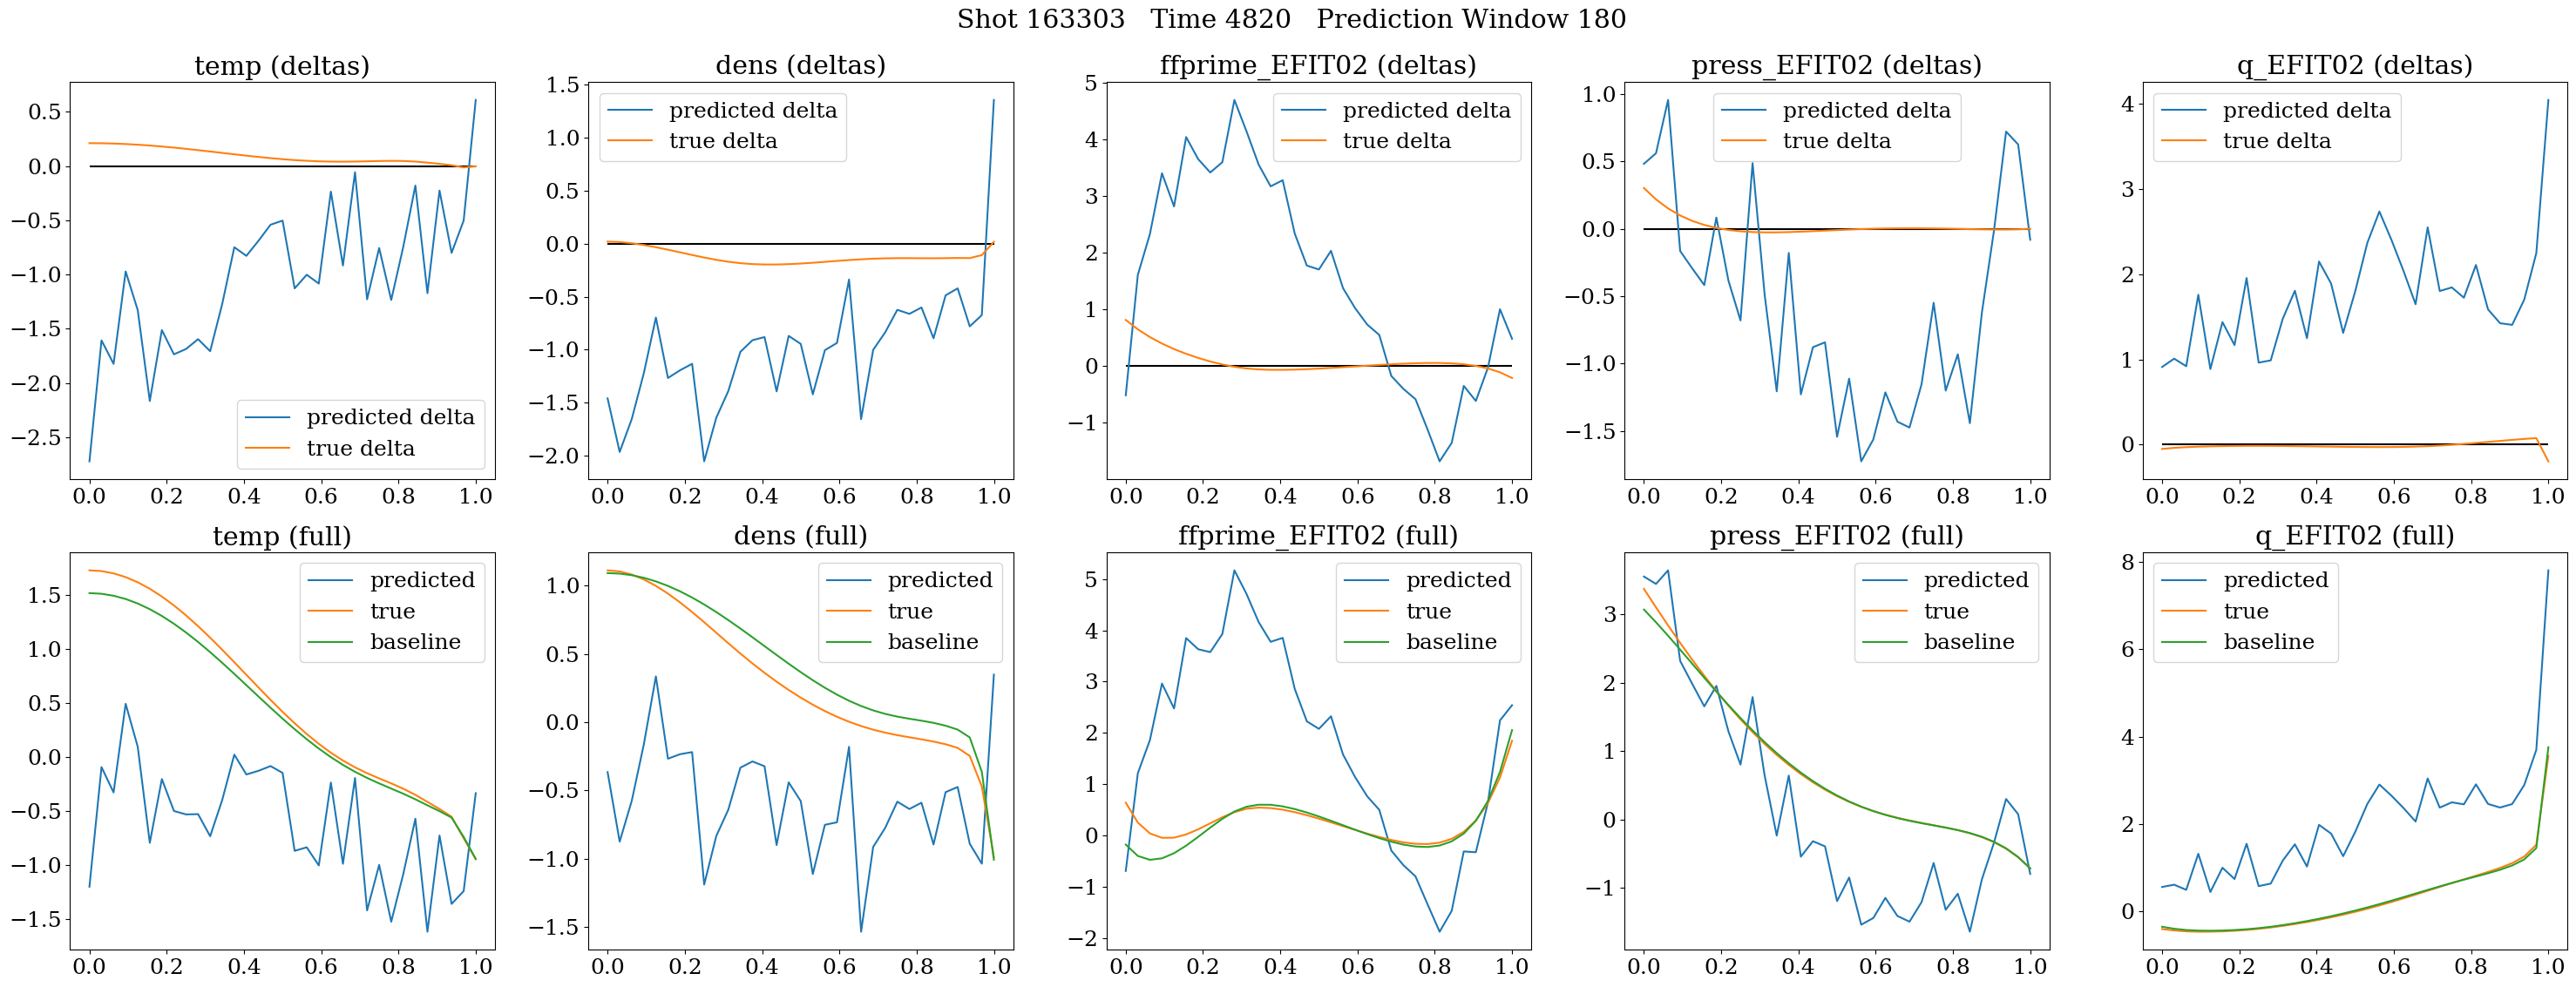 Shot 163303   Time 4820   Prediction Window 180
temp (deltas)
0.5
0.0
−0.5
−1.0
−1.5
−2.0
−2.5
predicted delta
true delta
0.0 0.2 0.4 0.6 0.8 1.0
dens (deltas)
1.5
1.0
0.5
0.0
−0.5
−1.0
−1.5
−2.0
predicted delta
true delta
0.0 0.2 0.4 0.6 0.8 1.0
ffprime_EFIT02 (deltas)
5
4
3
2
1
0
−1
predicted delta
true delta
0.0 0.2 0.4 0.6 0.8 1.0
press_EFIT02 (deltas)
1.0
0.5
0.0
−0.5
−1.0
−1.5
predicted delta
true delta
0.0 0.2 0.4 0.6 0.8 1.0
q_EFIT02 (deltas)
4
3
2
1
0
predicted delta
true delta
0.0 0.2 0.4 0.6 0.8 1.0
temp (full)
1.5
1.0
0.5
0.0
−0.5
−1.0
−1.5
predicted
true
baseline
0.0 0.2 0.4 0.6 0.8 1.0
dens (full)
1.0
0.5
0.0
−0.5
−1.0
−1.5
predicted
true
baseline
0.0 0.2 0.4 0.6 0.8 1.0
ffprime_EFIT02 (full)
5
4
3
2
1
0
−1
−2
predicted
true
baseline
0.0 0.2 0.4 0.6 0.8 1.0
press_EFIT02 (full)
3
2
1
0
−1
predicted
true
baseline
0.0 0.2 0.4 0.6 0.8 1.0
q_EFIT02 (full)
8
6
4
2
0
predicted
true
baseline
0.0 0.2 0.4 0.6 0.8 1.0